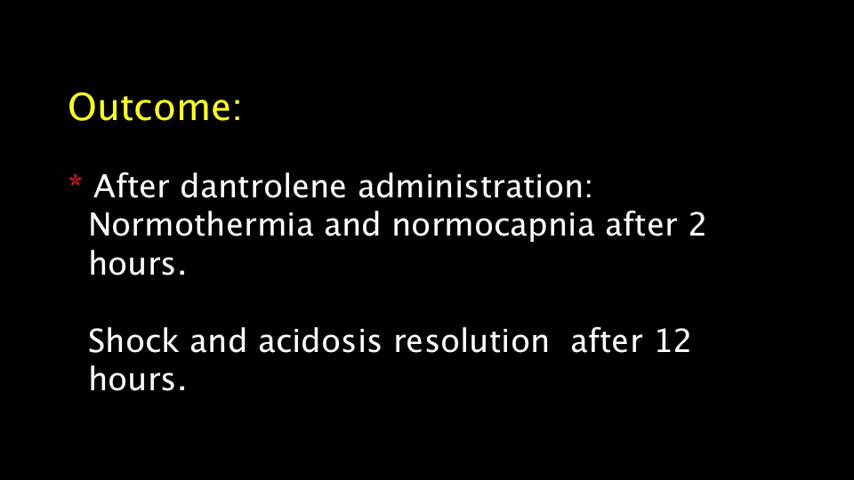 Outcome:
* After dantrolene administration:
Normothermia and normocapnia after 2
hours.
Shock and acidosis resolution  after 12
hours.